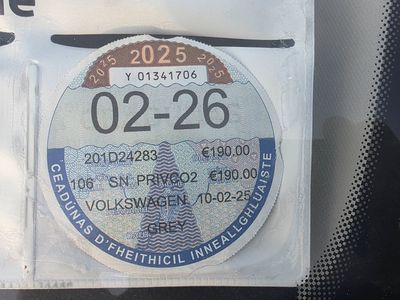 2025 2025 2025
Y 01341706
02-26
201D24283 €190.00
106 SN PRIVCO2 €190.00
VOLKSWAGEN 10-02-25
GREY
CEADÚNAS D'FHEITHICIL INNEALLGHLUAISTE